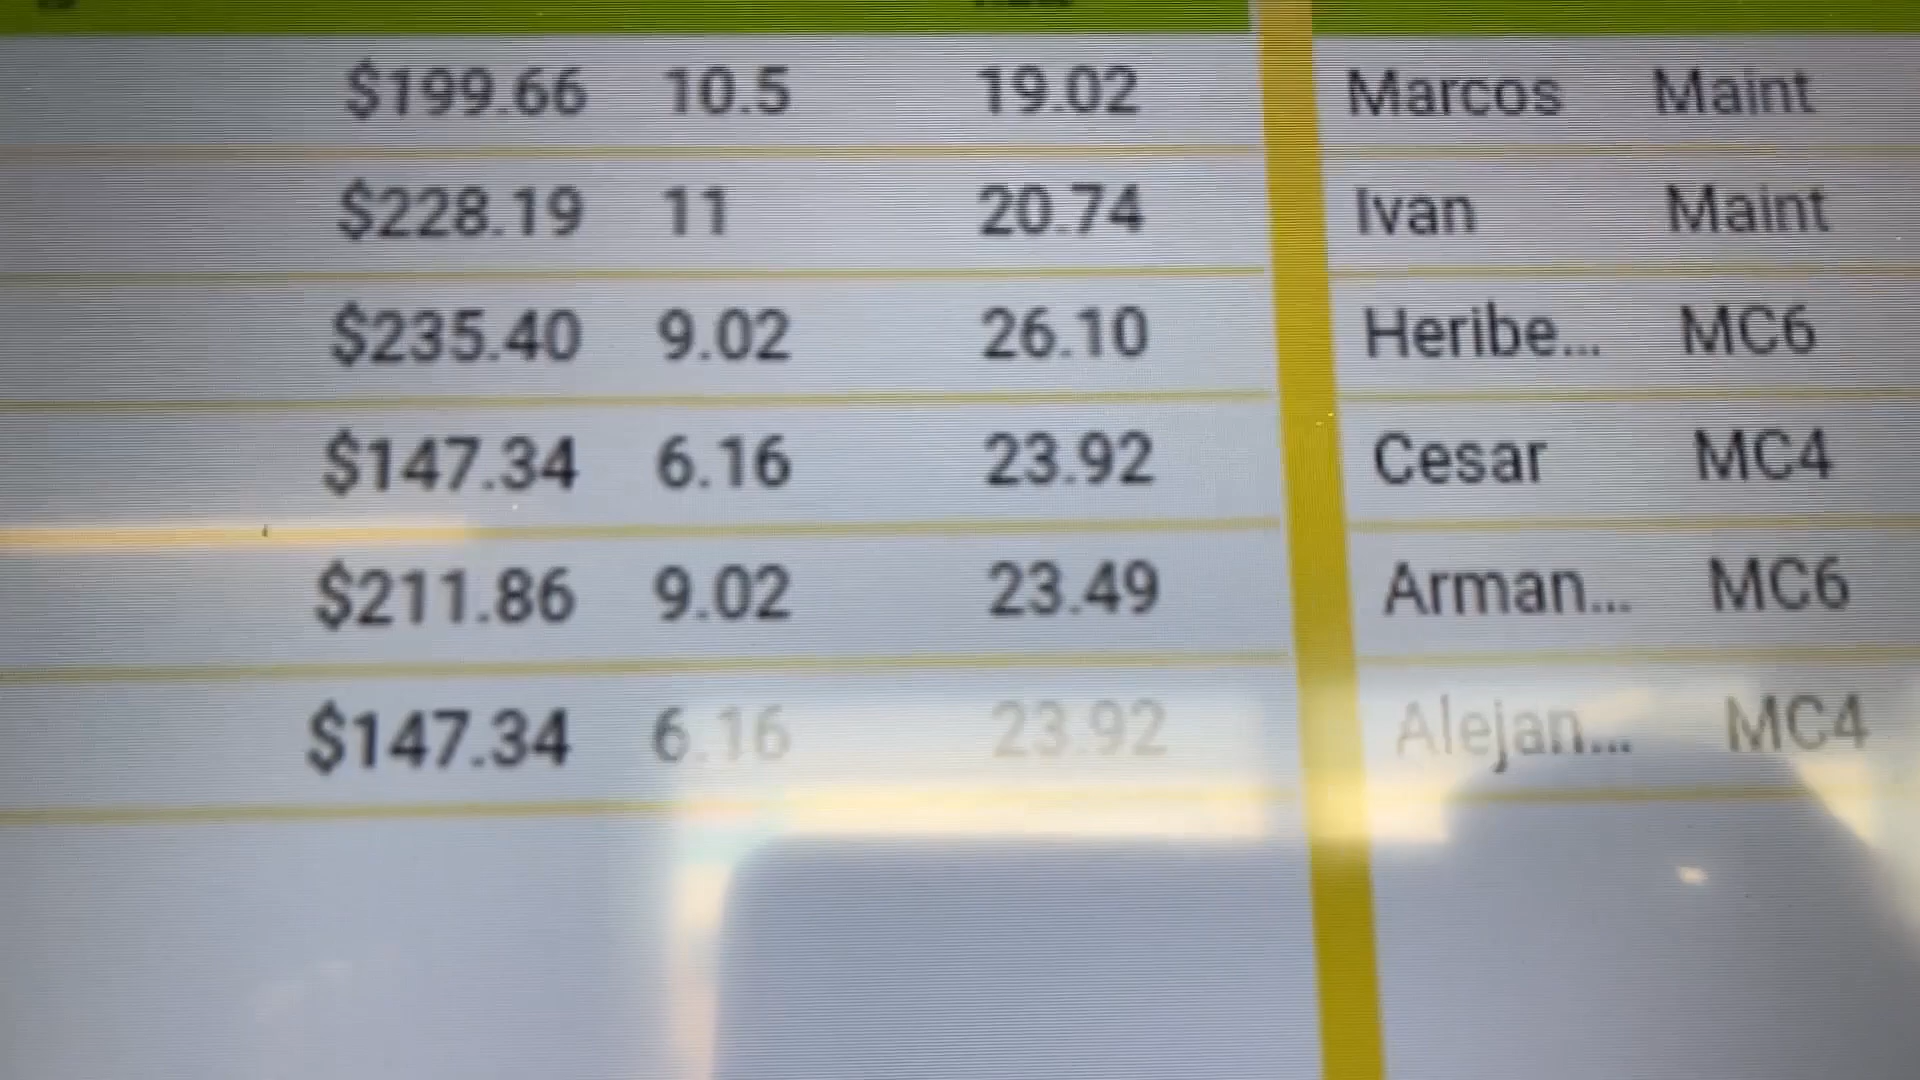 $199.66 10.5 19.02 Marcos Maint
$228.19 11 20.74 Ivan Maint
$235.40 9.02 26.10 Heribe... MC6
$147.34 6.16 23.92 Cesar MC4
$211.86 9.02 23.49 Arman... MC6
$147.34 6.16 23.92 Alejan... MC4